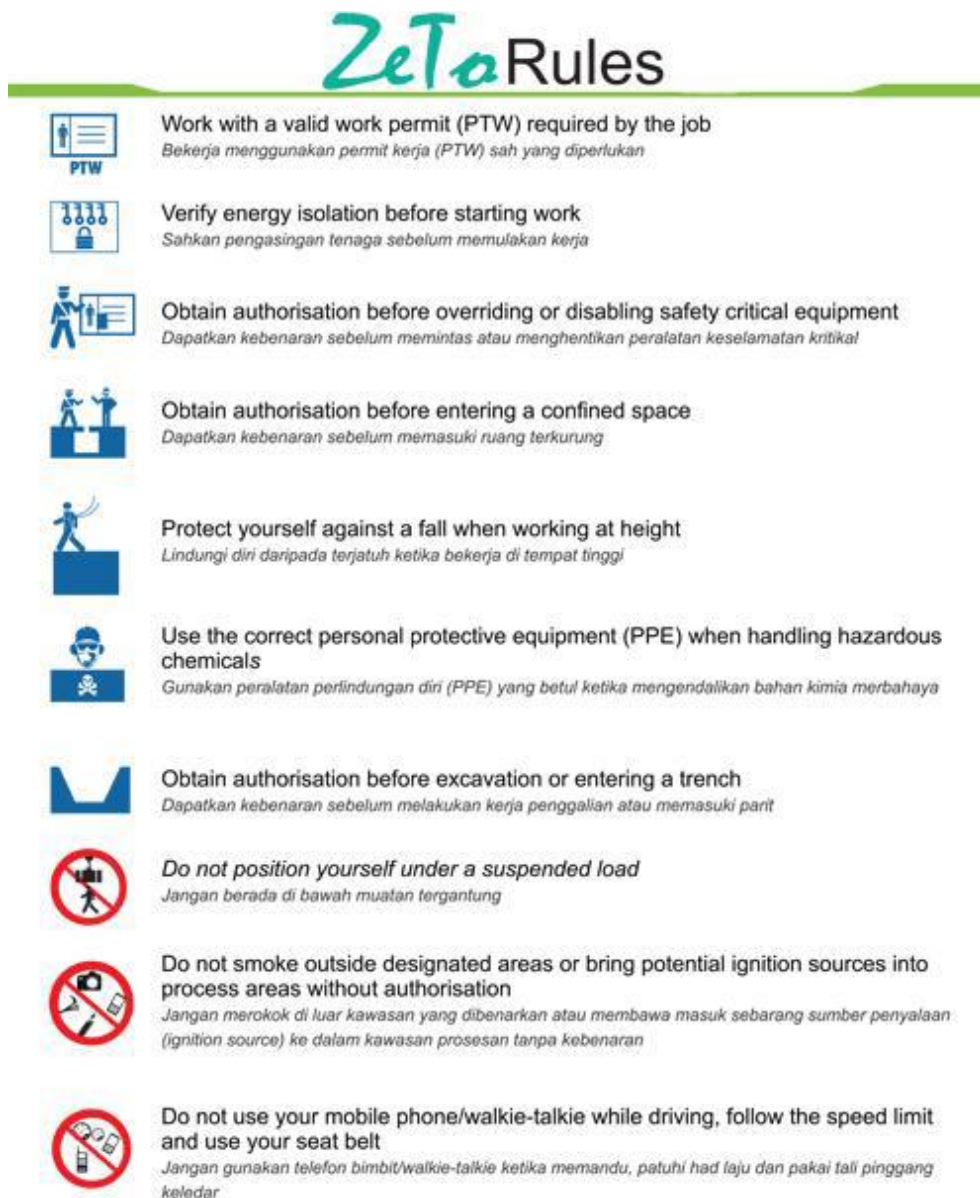 ZeTo Rules
Work with a valid work permit (PTW) required by the job
Bekerja menggunakan permit kerja (PTW) sah yang diperlukan
PTW
Verify energy isolation before starting work
Sahkan pengasingan tenaga sebelum memulakan kerja
Obtain authorisation before overriding or disabling safety critical equipment
Dapatkan kebenaran sebelum memintas atau menghentikan peralatan keselamatan kritikal
Obtain authorisation before entering a confined space
Dapatkan kebenaran sebelum memasuki ruang terkurung
Protect yourself against a fall when working at height
Lindungi diri daripada terjatuh ketika bekerja di tempat tinggi
Use the correct personal protective equipment (PPE) when handling hazardous
chemicals
Gunakan peralatan perlindungan diri (PPE) yang betul ketika mengendalikan bahan kimia merbahaya
Obtain authorisation before excavation or entering a trench
Dapatkan kebenaran sebelum melakukan kerja penggalian atau memasuki parit
Do not position yourself under a suspended load
Jangan berada di bawah muatan tergantung
Do not smoke outside designated areas or bring potential ignition sources into
process areas without authorisation
Jangan merokok di luar kawasan yang dibenarkan atau membawa masuk sebarang sumber penyalaan
(ignition source) ke dalam kawasan prosesan tanpa kebenaran
Do not use your mobile phone/walkie-talkie while driving, follow the speed limit
and use your seat belt
Jangan gunakan telefon bimbit/walkie-talkie ketika memandu, patuhi had laju dan pakai tali pinggang
keledar